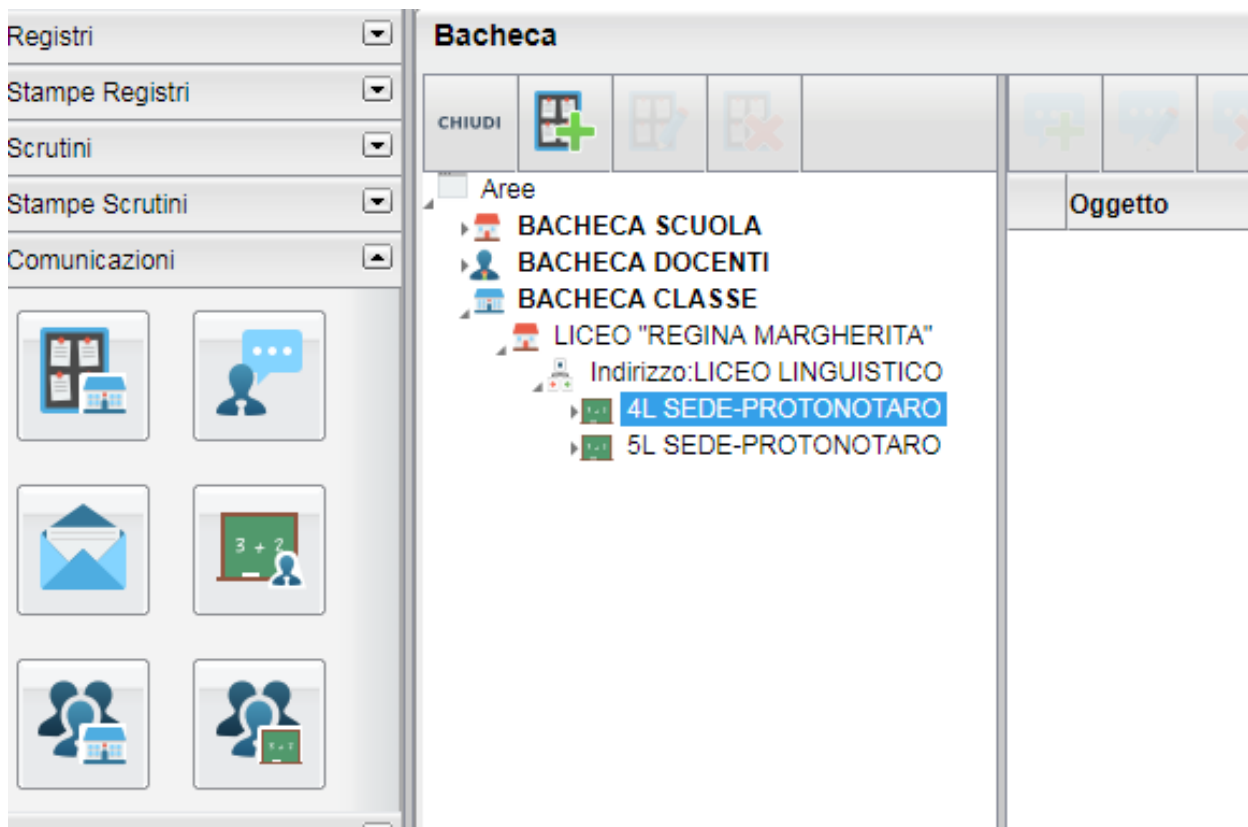 Registri
Stampe Registri
Scrutini
Stampe Scrutini
Comunicazioni
3 + 2
Bacheca
CHIUDI
Aree
BACHECA SCUOLA
BACHECA DOCENTI
BACHECA CLASSE
LICEO "REGINA MARGHERITA"
Indirizzo:LICEO LINGUISTICO
4L SEDE-PROTONOTARO
5L SEDE-PROTONOTARO
Oggetto